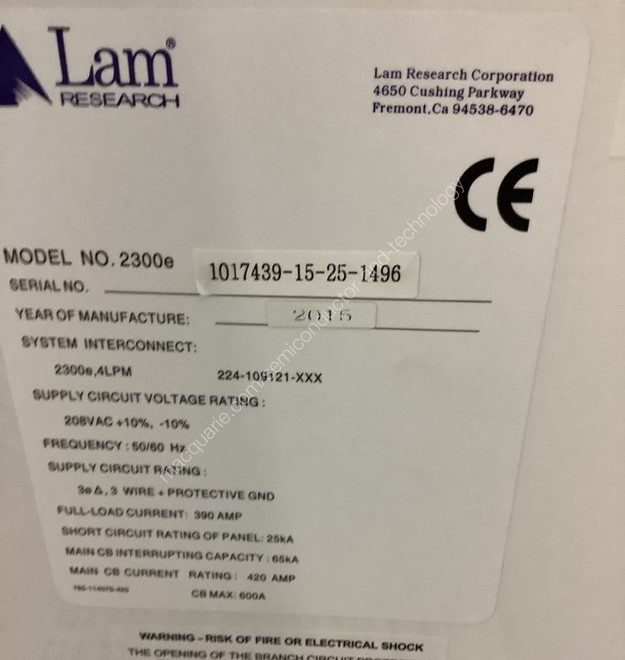 Lam®
RESEARCH
Lam Research Corporation
4650 Cushing Parkway
Fremont,Ca 94538-6470
CE
MODEL NO. 2300e
SERIAL NO. 1017439-15-25-1496
YEAR OF MANUFACTURE: 2015
SYSTEM INTERCONNECT:
2300e,4LPM 224-109121-XXX
SUPPLY CIRCUIT VOLTAGE RATING :
208VAC +10%, -10%
FREQUENCY : 50/60 Hz
SUPPLY CIRCUIT RATING :
3ø Δ, 3 WIRE + PROTECTIVE GND
FULL-LOAD CURRENT: 390 AMP
SHORT CIRCUIT RATING OF PANEL: 25kA
MAIN CB INTERRUPTING CAPACITY : 65kA
MAIN CB CURRENT RATING: 420 AMP
CB MAX: 600A
WARNING - RISK OF FIRE OR ELECTRICAL SHOCK
THE OPENING OF THE BRANCH CIRCUIT